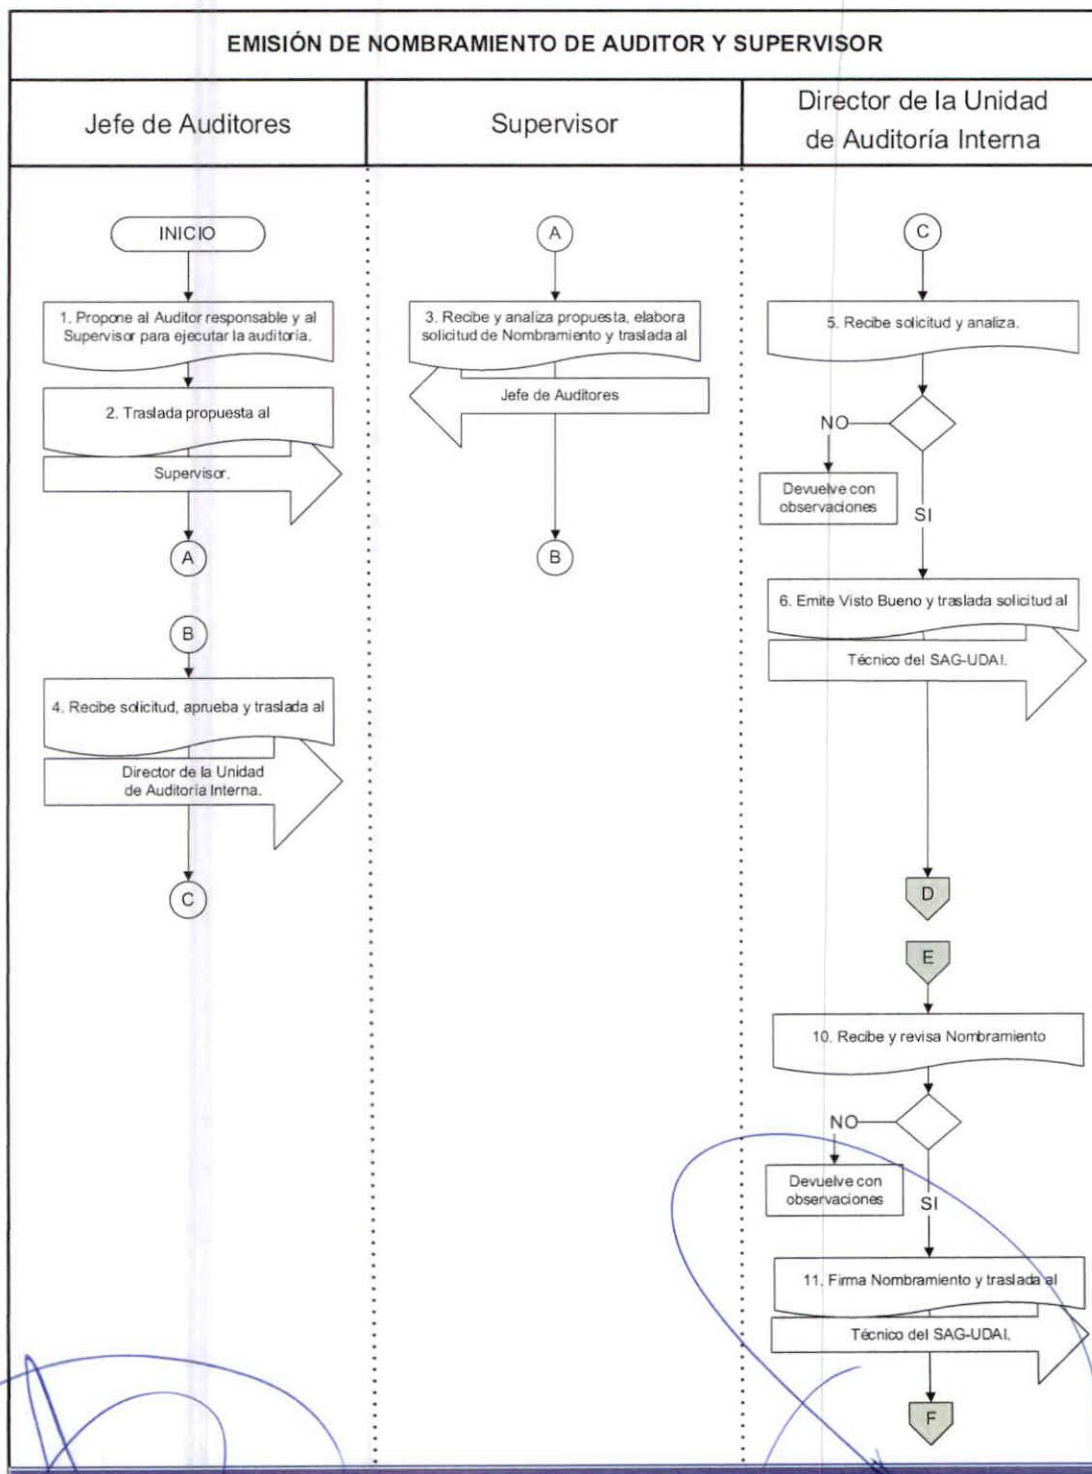 EMISIÓN DE NOMBRAMIENTO DE AUDITOR Y SUPERVISOR
Jefe de Auditores
Supervisor
Director de la Unidad
de Auditoría Interna
INICIO
1. Propone al Auditor responsable y al
Supervisor para ejecutar la auditoría.
2. Traslada propuesta al
Supervisor.
A
B
4. Recibe solicitud, aprueba y traslada al
Director de la Unidad
de Auditoría Interna.
C
A
3. Recibe y analiza propuesta, elabora
solicitud de Nombramiento y traslada al
Jefe de Auditores
B
C
5. Recibe solicitud y analiza.
NO
Devuelve con
observaciones
SI
6. Emite Visto Bueno y traslada solicitud al
Técnico del SAG-UDAI.
D
E
10. Recibe y revisa Nombramiento
NO
Devuelve con
observaciones
SI
11. Firma Nombramiento y traslada al
Técnico del SAG-UDAI.
F